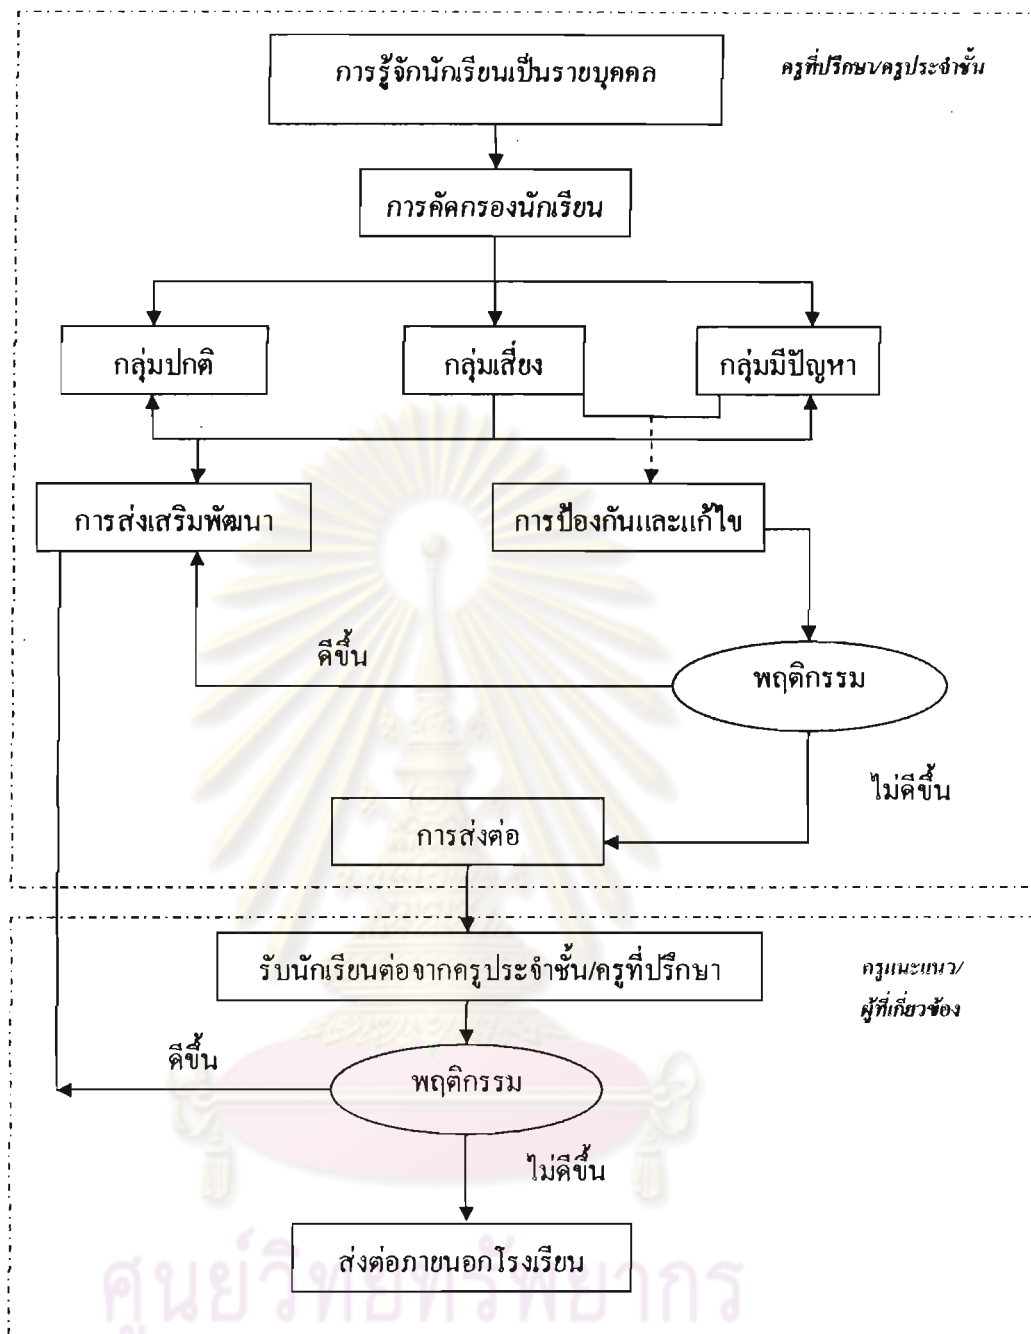 การรู้จักนักเรียนเป็นรายบุคคล
ครูที่ปรึกษา/ครูประจำชั้น
การคัดกรองนักเรียน
กลุ่มปกติ
กลุ่มเสี่ยง
กลุ่มมีปัญหา
การส่งเสริมพัฒนา
การป้องกันและแก้ไข
ดีขึ้น
พฤติกรรม
ไม่ดีขึ้น
การส่งต่อ
รับนักเรียนต่อจากครูประจำชั้น/ครูที่ปรึกษา
ครูแนะแนว/
ผู้ที่เกี่ยวข้อง
ดีขึ้น
พฤติกรรม
ไม่ดีขึ้น
ส่งต่อภายนอกโรงเรียน
ศูนย์วิทยทรัพยากร